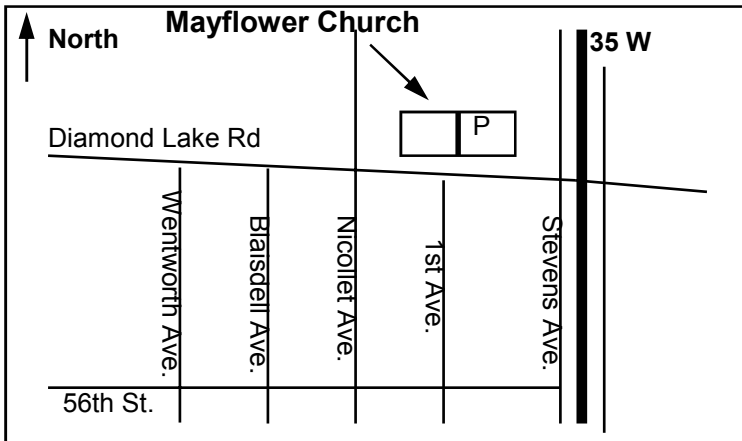 Mayflower Church
North
35 W
P
Diamond Lake Rd
Wentworth Ave.
Blaisdell Ave.
Nicollet Ave.
1st Ave.
Stevens Ave.
56th St.